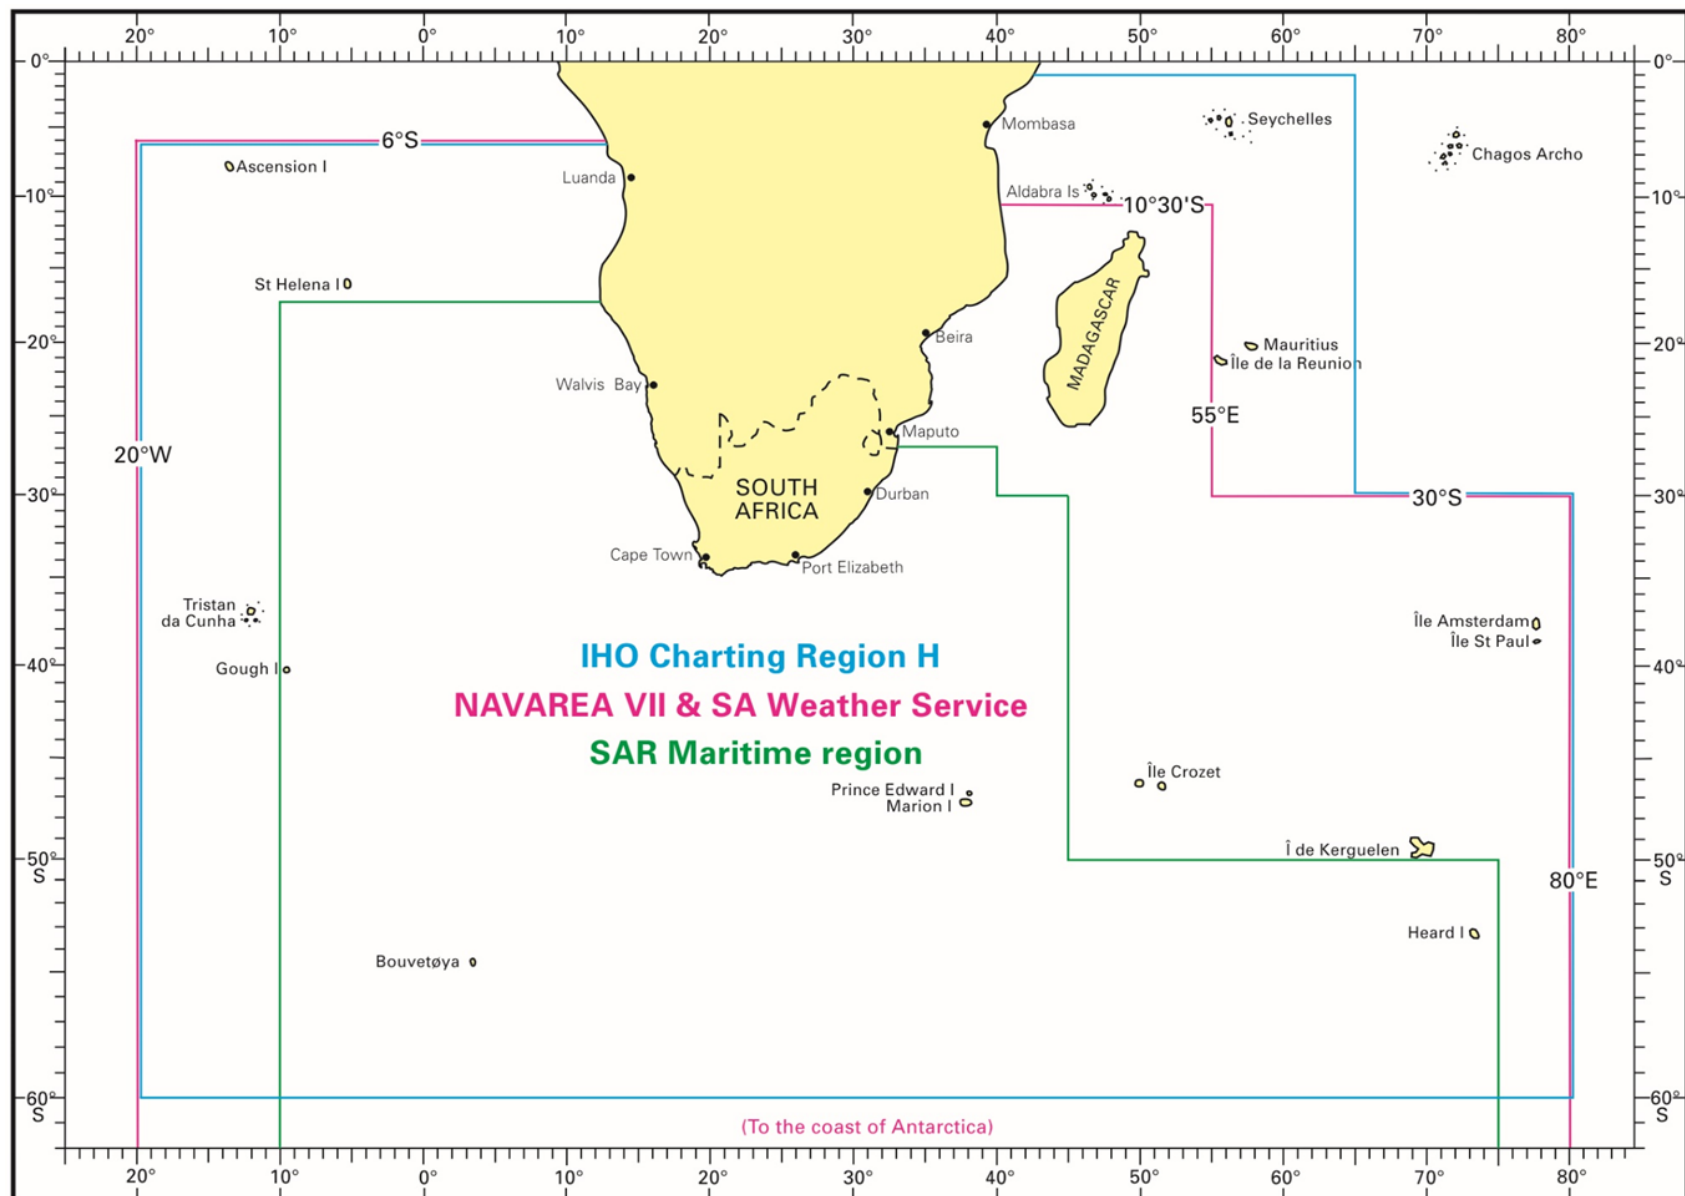 20° 10° 0° 10° 20° 30° 40° 50° 60° 70° 80°
0° 0°
Mombasa
Seychelles
6°S
Chagos Archo
Ascension I
Luanda
Aldabra Is
10° 10°
10°30'S
St Helena I
MADAGASCAR
Beira
20° 20°
Mauritius
Île de la Reunion
Walvis Bay
55°E
Maputo
20°W
SOUTH
AFRICA
Durban
30° 30°
30°S
Cape Town
Port Elizabeth
Tristan
da Cunha
Île Amsterdam
Île St Paul
IHO Charting Region H
40° 40°
Gough I
NAVAREA VII & SA Weather Service
SAR Maritime region
Île Crozet
Prince Edward I
Marion I
Î de Kerguelen
50° 50°
S S
80°E
Heard I
Bouvetøya
60° 60°
S S
(To the coast of Antarctica)
20° 10° 0° 10° 20° 30° 40° 50° 60° 70° 80°